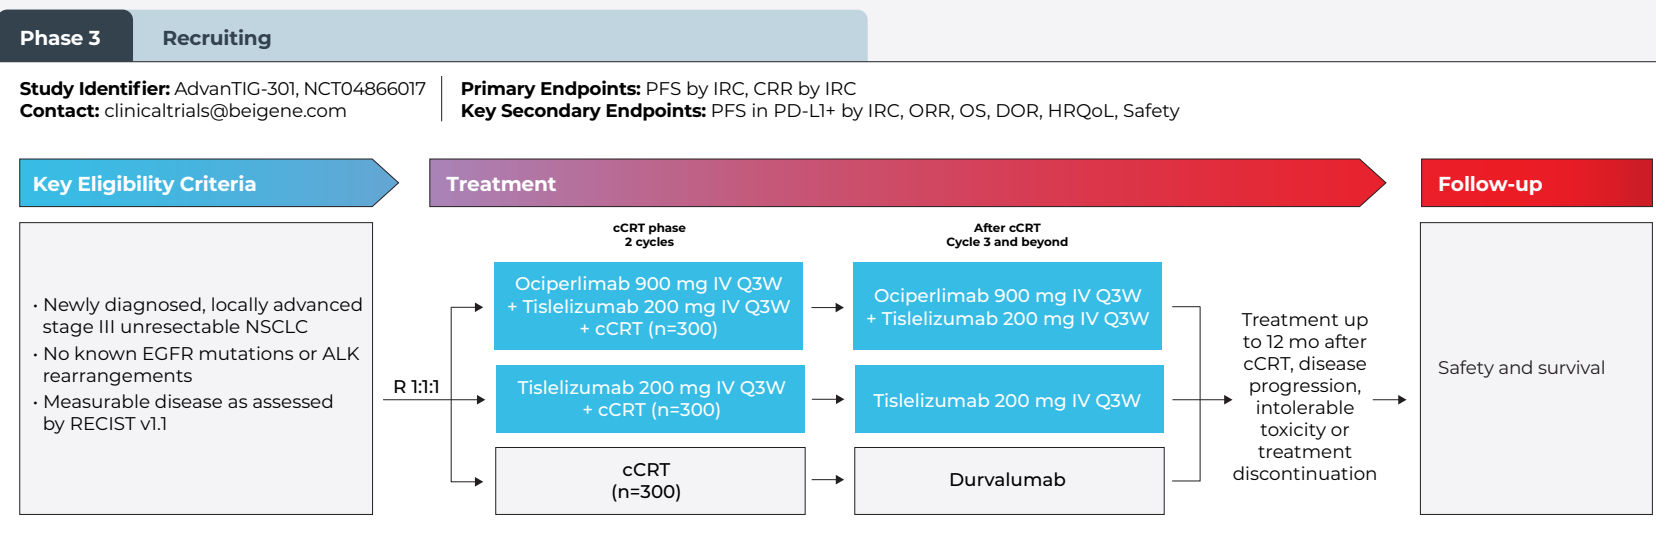 Phase 3
Recruiting
Study Identifier: AdvanTIG-301, NCT04866017
Contact: clinicaltrials@beigene.com
Primary Endpoints: PFS by IRC, CRR by IRC
Key Secondary Endpoints: PFS in PD-L1+ by IRC, ORR, OS, DOR, HRQoL, Safety
Key Eligibility Criteria
Treatment
Follow-up
• Newly diagnosed, locally advanced
stage III unresectable NSCLC
• No known EGFR mutations or ALK
rearrangements
• Measurable disease as assessed
by RECIST v1.1
R 1:1:1
cCRT phase
2 cycles
Ociperlimab 900 mg IV Q3W
+ Tislelizumab 200 mg IV Q3W
+ cCRT (n=300)
Tislelizumab 200 mg IV Q3W
+ cCRT (n=300)
cCRT
(n=300)
After cCRT
Cycle 3 and beyond
Ociperlimab 900 mg IV Q3W
+ Tislelizumab 200 mg IV Q3W
Tislelizumab 200 mg IV Q3W
Durvalumab
Treatment up
to 12 mo after
cCRT, disease
progression,
intolerable
toxicity or
treatment
discontinuation
Safety and survival